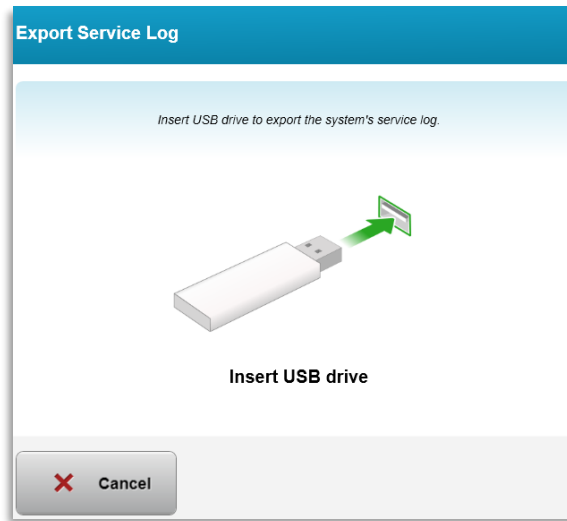 Export Service Log
Insert USB drive to export the system's service log.
Insert USB drive
Cancel